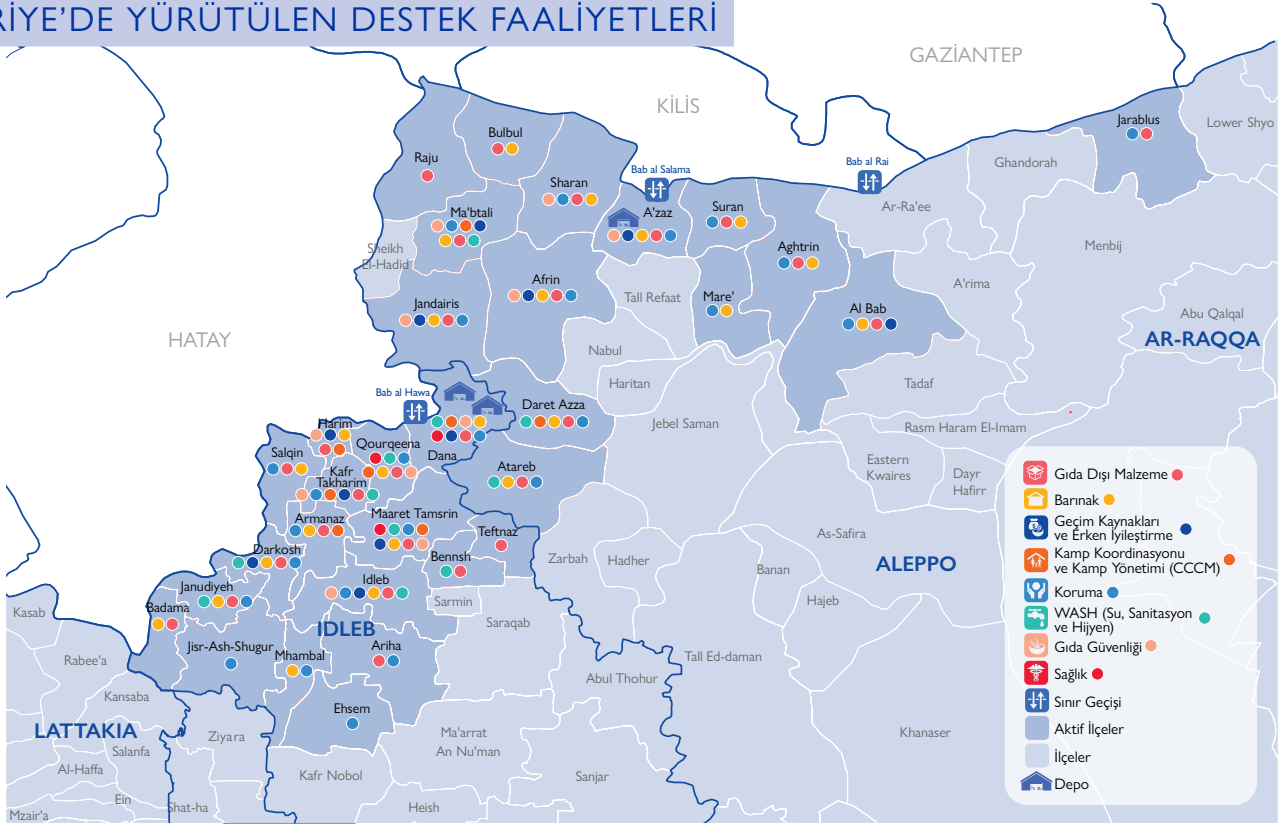 RİYE’DE YÜRÜTÜLEN DESTEK FAALİYETLERİ
GAZİANTEP
KİLİS
HATAY
Jarablus
Lower Shyo
Bulbul
Raju
Bab al Salama
Bab al Rai
Ghandorah
Sharan
Ma'btali
A'zaz
Suran
Ar-Ra'ee
Sheikh
El-Hadid
Aghtrin
Menbij
Afrin
Tall Refaat
Mare'
A'rima
Jandairis
Al Bab
Abu Qalqal
AR-RAQQA
Nabul
Haritan
Tadaf
Bab al Hawa
Daret Azza
Jebel Saman
Rasm Haram El-Imam
Harim
Qourqeena
Dana
Salqin
Kafr
Takharim
Atareb
Eastern
Kwaires
Dayr
Hafirr
Armanaz
Maaret Tamsrin
Teftnaz
As-Safira
Darkosh
Bennsh
Zarbah
Hadher
Banan
ALEPPO
Janudiyeh
Idleb
Badama
Sarmin
Hajeb
Kasab
IDLEB
Saraqab
Rabee'a
Jisr-Ash-Shugur
Mhambal
Ariha
Tall Ed-daman
Abul Thohur
Kansaba
Ehsem
LATTAKIA
Ziyara
Ma'arrat
An Nu'man
Khanaser
Salanfa
Al-Haffa
Kafr Nobol
Sanjar
Ein
Shat-ha
Heish
Mzair'a
Gıda Dışı Malzeme
Barınak
Geçim Kaynakları
ve Erken İyileştirme
Kamp Koordinasyonu
ve Kamp Yönetimi (CCCM)
Koruma
WASH (Su, Sanitasyon
ve Hijyen)
Gıda Güvenliği
Sağlık
Sınır Geçişi
Aktif İlçeler
İlçeler
Depo